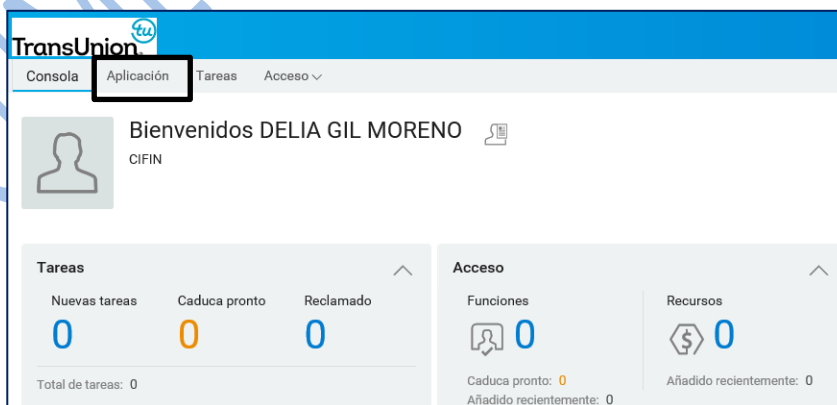 tu
TransUnion
Consola Aplicación Tareas Acceso
Bienvenidos DELIA GIL MORENO
CIFIN
Tareas
Nuevas tareas Caduca pronto Reclamado
0 0 0
Total de tareas: 0
Acceso
Funciones Recursos
0 $ 0
Caduca pronto: 0 Añadido recientemente: 0
Añadido recientemente: 0